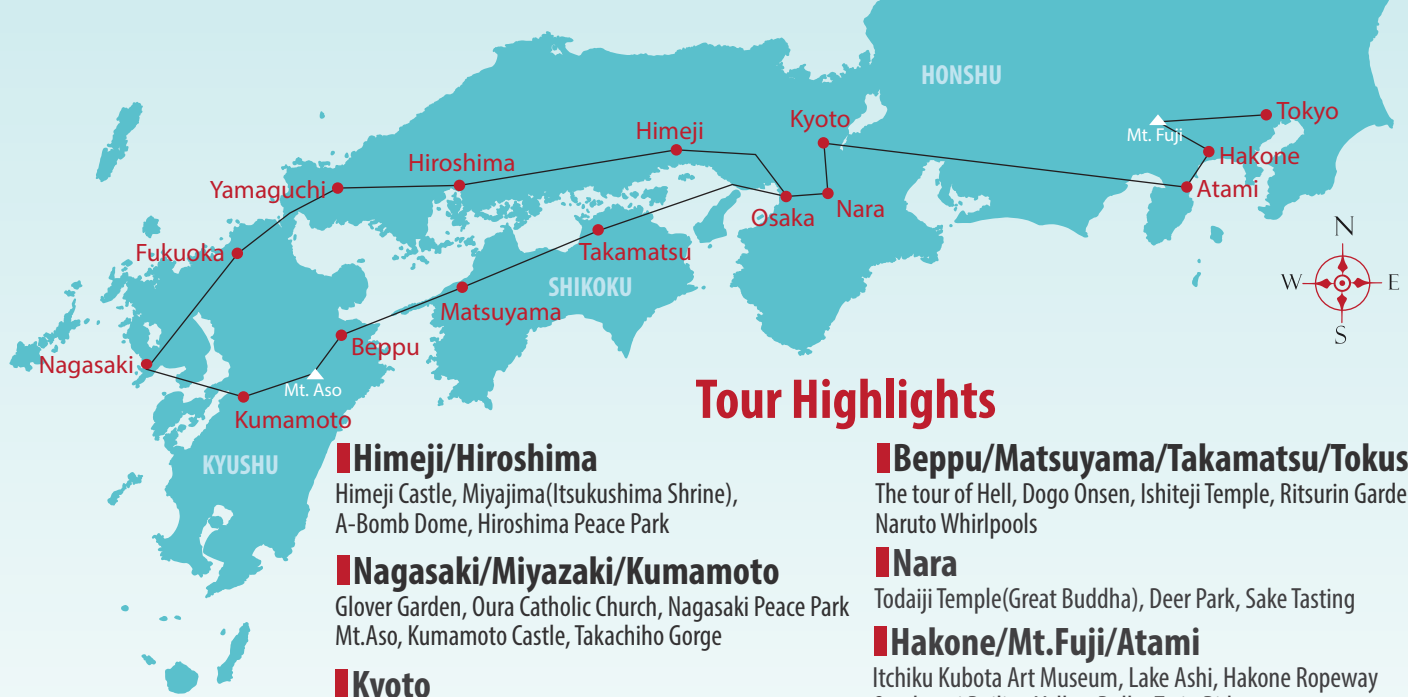 HONSHU
Tokyo
Kyoto
Mt. Fuji
Himeji
Hakone
Hiroshima
Yamaguchi
Atami
Nara
Osaka
N
Fukuoka
Takamatsu
W
E
SHIKOKU
Matsuyama
S
Beppu
Nagasaki
Mt. Aso
Kumamoto
KYUSHU
Tour Highlights
Himeji/Hiroshima
Himeji Castle, Miyajima(Itsukushima Shrine),
A-Bomb Dome, Hiroshima Peace Park
Nagasaki/Miyazaki/Kumamoto
Glover Garden, Oura Catholic Church, Nagasaki Peace Park
Mt.Aso, Kumamoto Castle, Takachiho Gorge
Kyoto
Beppu/Matsuyama/Takamatsu/Tokus
The tour of Hell, Dogo Onsen, Ishiteji Temple, Ritsurin Garde
Naruto Whirlpools
Nara
Todaiji Temple(Great Buddha), Deer Park, Sake Tasting
Hakone/Mt.Fuji/Atami
Itchiku Kubota Art Museum, Lake Ashi, Hakone Ropeway